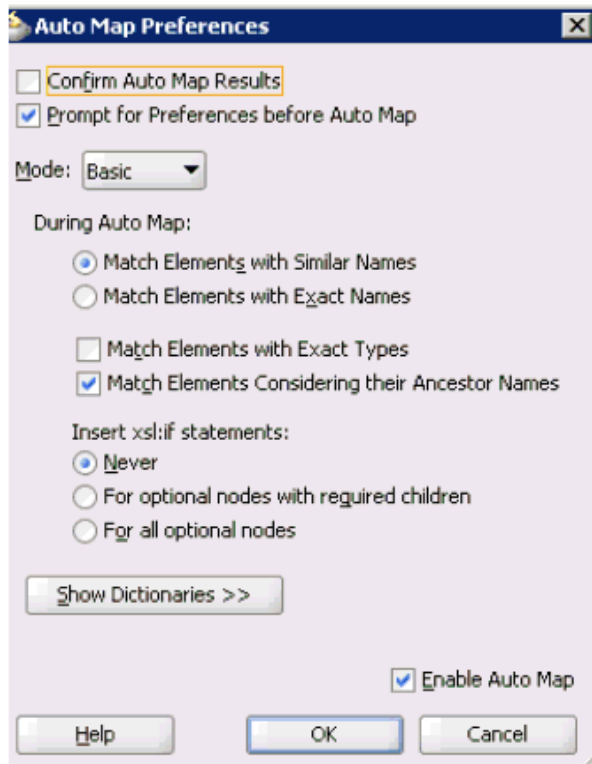 Auto Map Preferences
Confirm Auto Map Results
Prompt for Preferences before Auto Map
Mode: Basic
During Auto Map:
Match Elements with Similar Names
Match Elements with Exact Names
Match Elements with Exact Types
Match Elements Considering their Ancestor Names
Insert xsl:if statements:
Never
For optional nodes with required children
For all optional nodes
Show Dictionaries >>
Enable Auto Map
Help OK Cancel